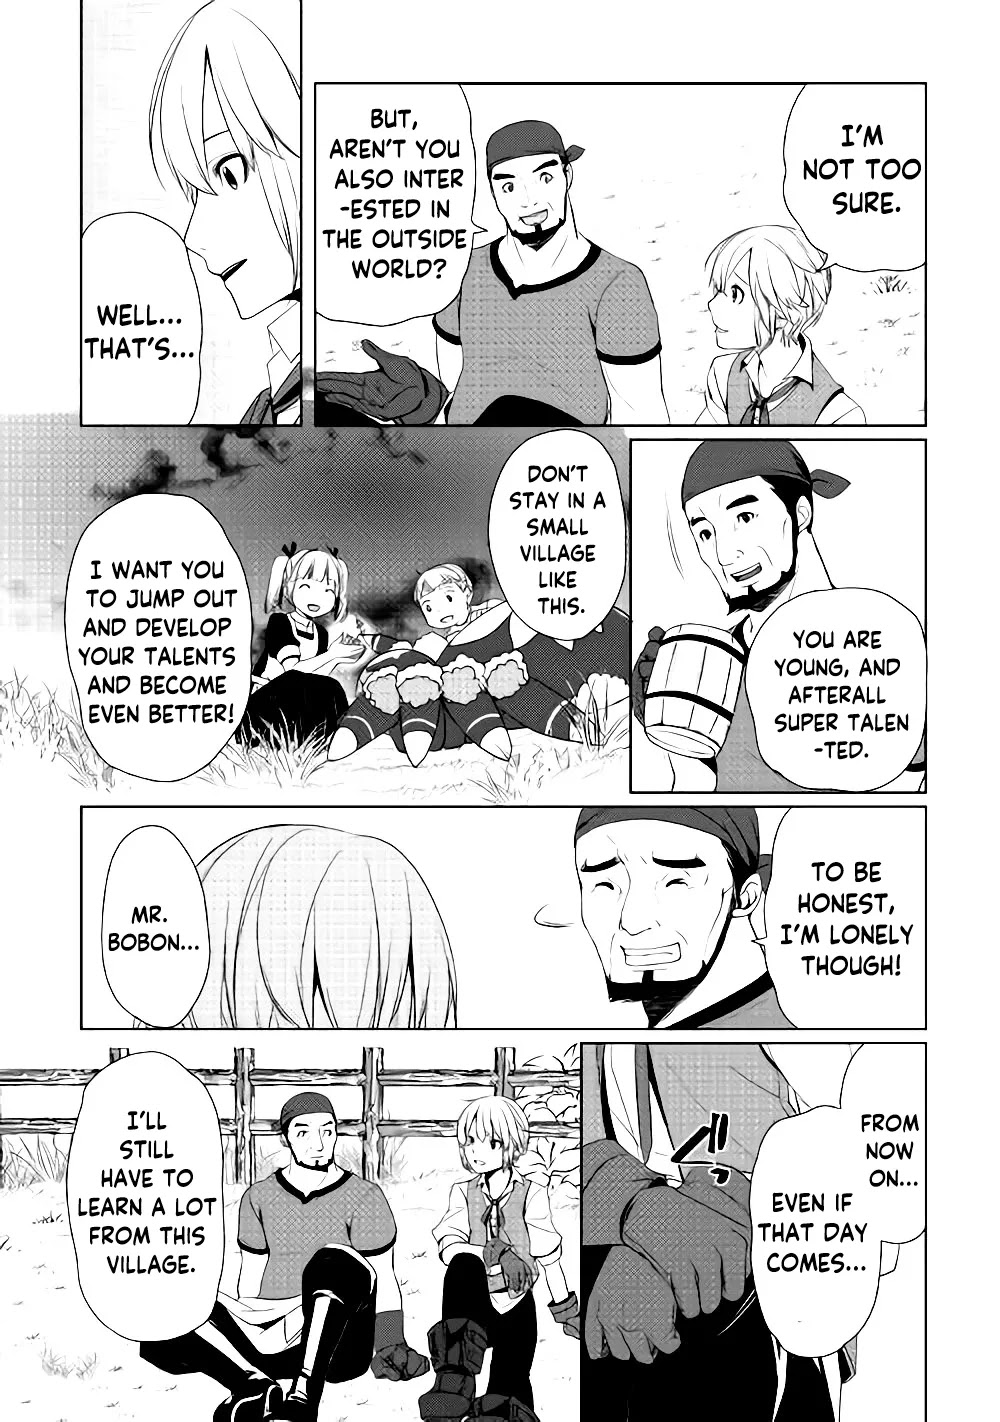 I'M
NOT TOO
SURE.
BUT,
AREN'T YOU
ALSO INTER
-ESTED IN
THE OUTSIDE
WORLD?
WELL...
THAT'S...
YOU ARE
YOUNG, AND
AFTERALL
SUPER TALEN
-TED.
DON'T
STAY IN A
SMALL
VILLAGE
LIKE
THIS.
I WANT YOU
TO JUMP OUT
AND DEVELOP
YOUR TALENTS
AND BECOME
EVEN BETTER!
TO BE
HONEST,
I'M LONELY
THOUGH!
MR.
BOBON...
FROM
NOW
ON...
EVEN IF
THAT DAY
COMES...
I'LL
STILL
HAVE TO
LEARN A LOT
FROM THIS
VILLAGE.